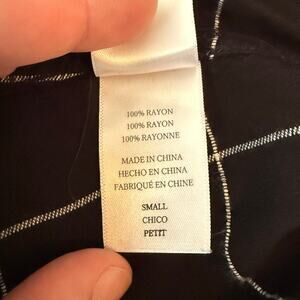 100% RAYON
100% RAYON
100% RAYONNE
MADE IN CHINA
HECHO EN CHINA
FABRIQUÉ EN CHINE
SMALL
CHICO
PETIT